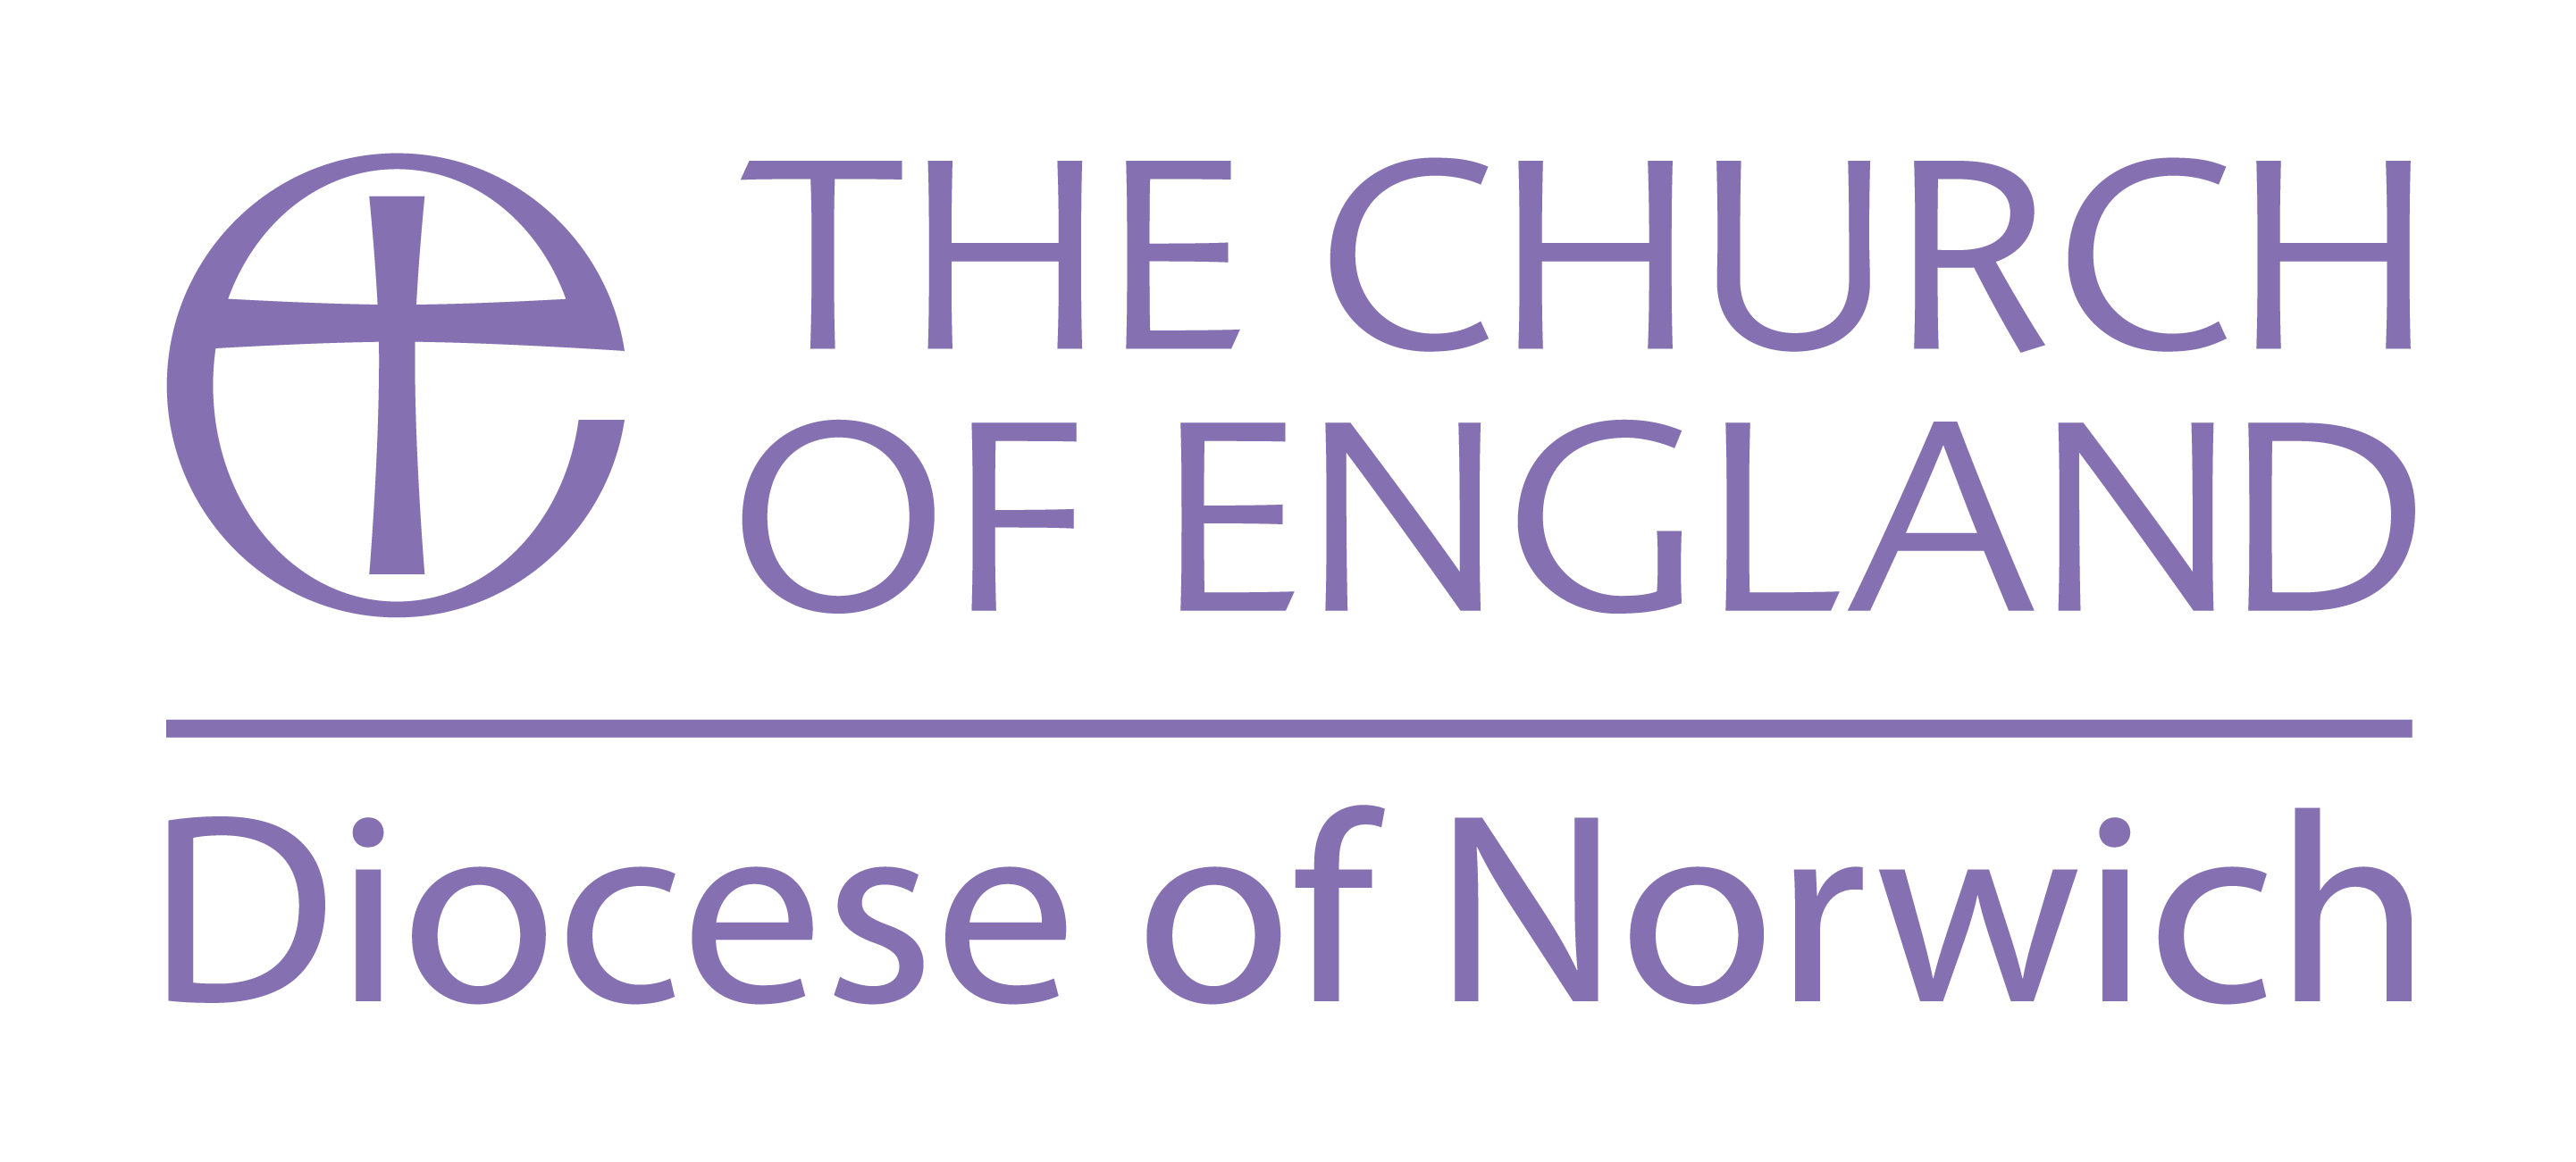 THE CHURCH
OF ENGLAND
Diocese of Norwich